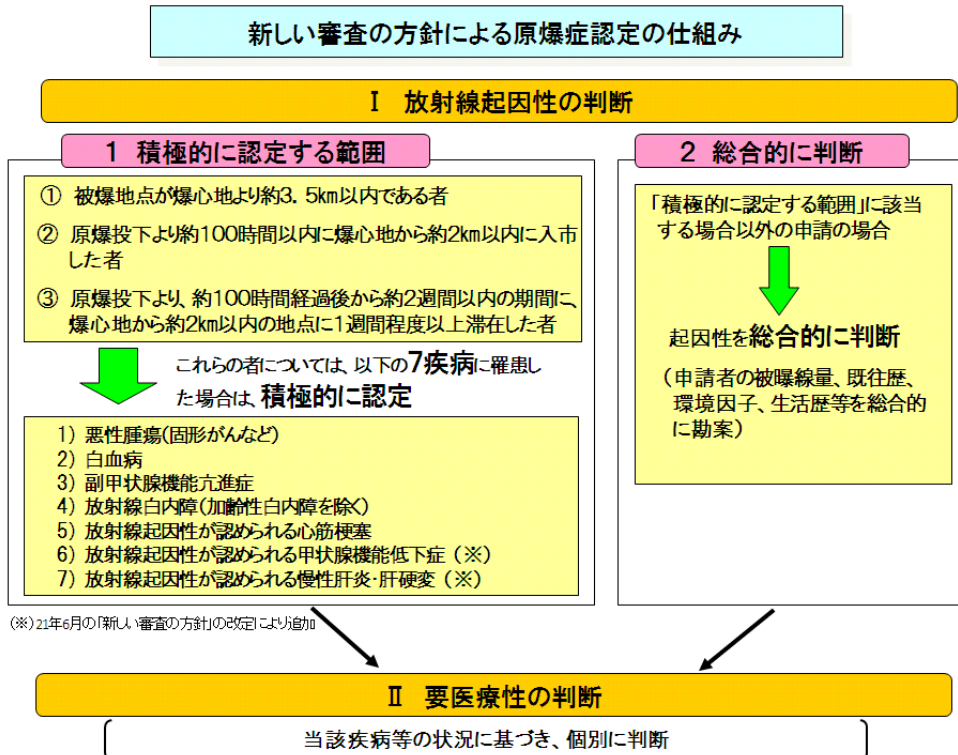 新しい審査の方針による原爆症認定の仕組み
Ⅰ 放射線起因性の判断
1 積極的に認定する範囲
① 被爆地点が爆心地より約3．5km以内である者
② 原爆投下より約100時間以内に爆心地から約2km以内に入市
した者
③ 原爆投下より、約100時間経過後から約2週間以内の期間に、
爆心地から約2km以内の地点に1週間程度以上滞在した者
これらの者については、以下の7疾病に罹患し
た場合は、積極的に認定
1) 悪性腫瘍(固形がんなど)
2) 白血病
3) 副甲状腺機能亢進症
4) 放射線白内障(加齢性白内障を除く)
5) 放射線起因性が認められる心筋梗塞
6) 放射線起因性が認められる甲状腺機能低下症（※）
7) 放射線起因性が認められる慢性肝炎・肝硬変（※）
(※)21年6月の「新しい審査の方針」の改定により追加
2 総合的に判断
「積極的に認定する範囲」に該当
する場合以外の申請の場合
起因性を総合的に判断
（申請者の被曝線量、既往歴、
環境因子、生活歴等を総合的
に勘案）
Ⅱ 要医療性の判断
当該疾病等の状況に基づき、個別に判断